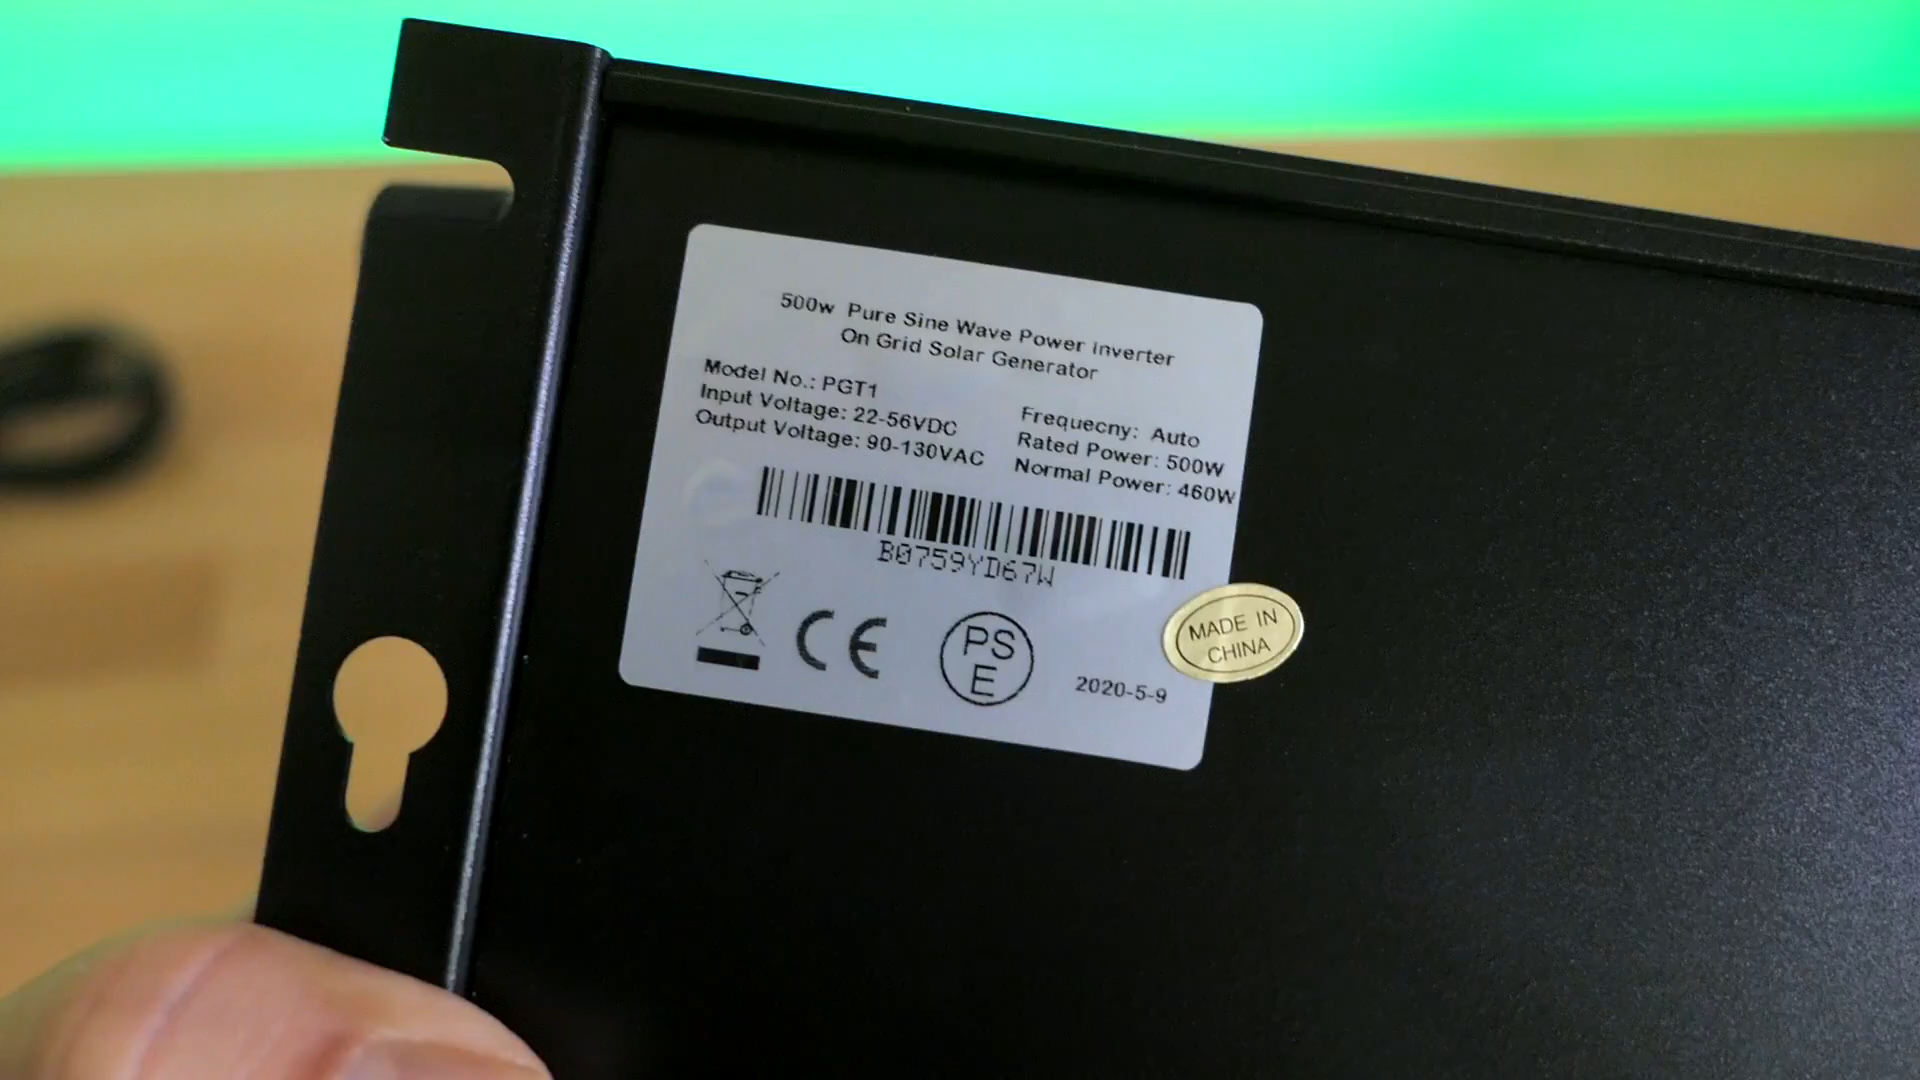 500w Pure Sine Wave Power Inverter
On Grid Solar Generator
Model No.: PGT1
Input Voltage: 22-56VDC
Output Voltage: 90-130VAC
Frequecny: Auto
Rated Power: 500W
Normal Power: 460W
B0759YD67W
CE
PS
E
2020-5-9
MADE IN
CHINA